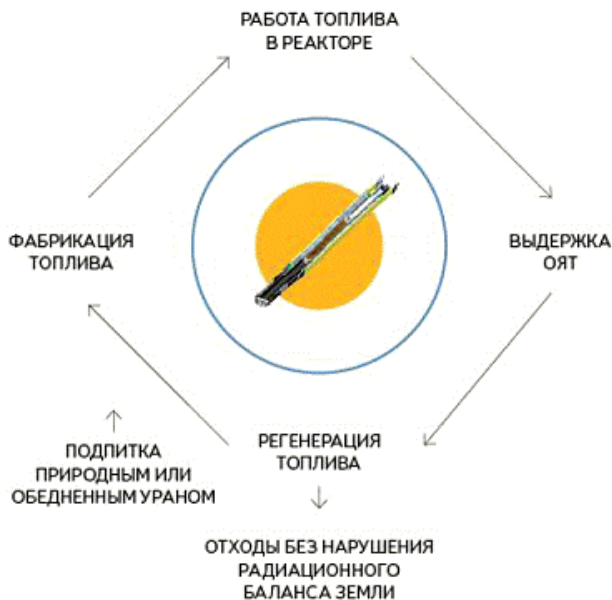 РАБОТА ТОПЛИВА
В РЕАКТОРЕ
ФАБРИКАЦИЯ
ТОПЛИВА
ВЫДЕРЖКА
ОЯТ
РЕГЕНЕРАЦИЯ
ТОПЛИВА
ПОДПИТКА
ПРИРОДНЫМ ИЛИ
ОБЕДНЕННЫМ УРАНОМ
ОТХОДЫ БЕЗ НАРУШЕНИЯ
РАДИАЦИОННОГО
БАЛАНСА ЗЕМЛИ